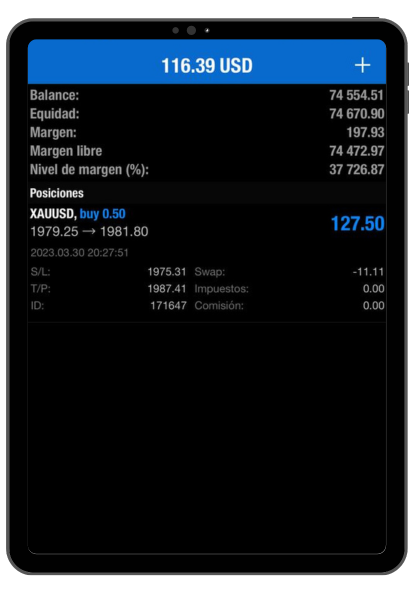 116.39 USD +
Balance: 74 554.51
Equidad: 74 670.90
Margen: 197.93
Margen libre 74 472.97
Nivel de margen (%): 37 726.87
Posiciones
XAUUSD, buy 0.50
1979.25 → 1981.80 127.50
2023.03.30 20:27:51
S/L: 1975.31 Swap: -11.11
T/P: 1987.41 Impuestos: 0.00
ID: 171647 Comisión: 0.00